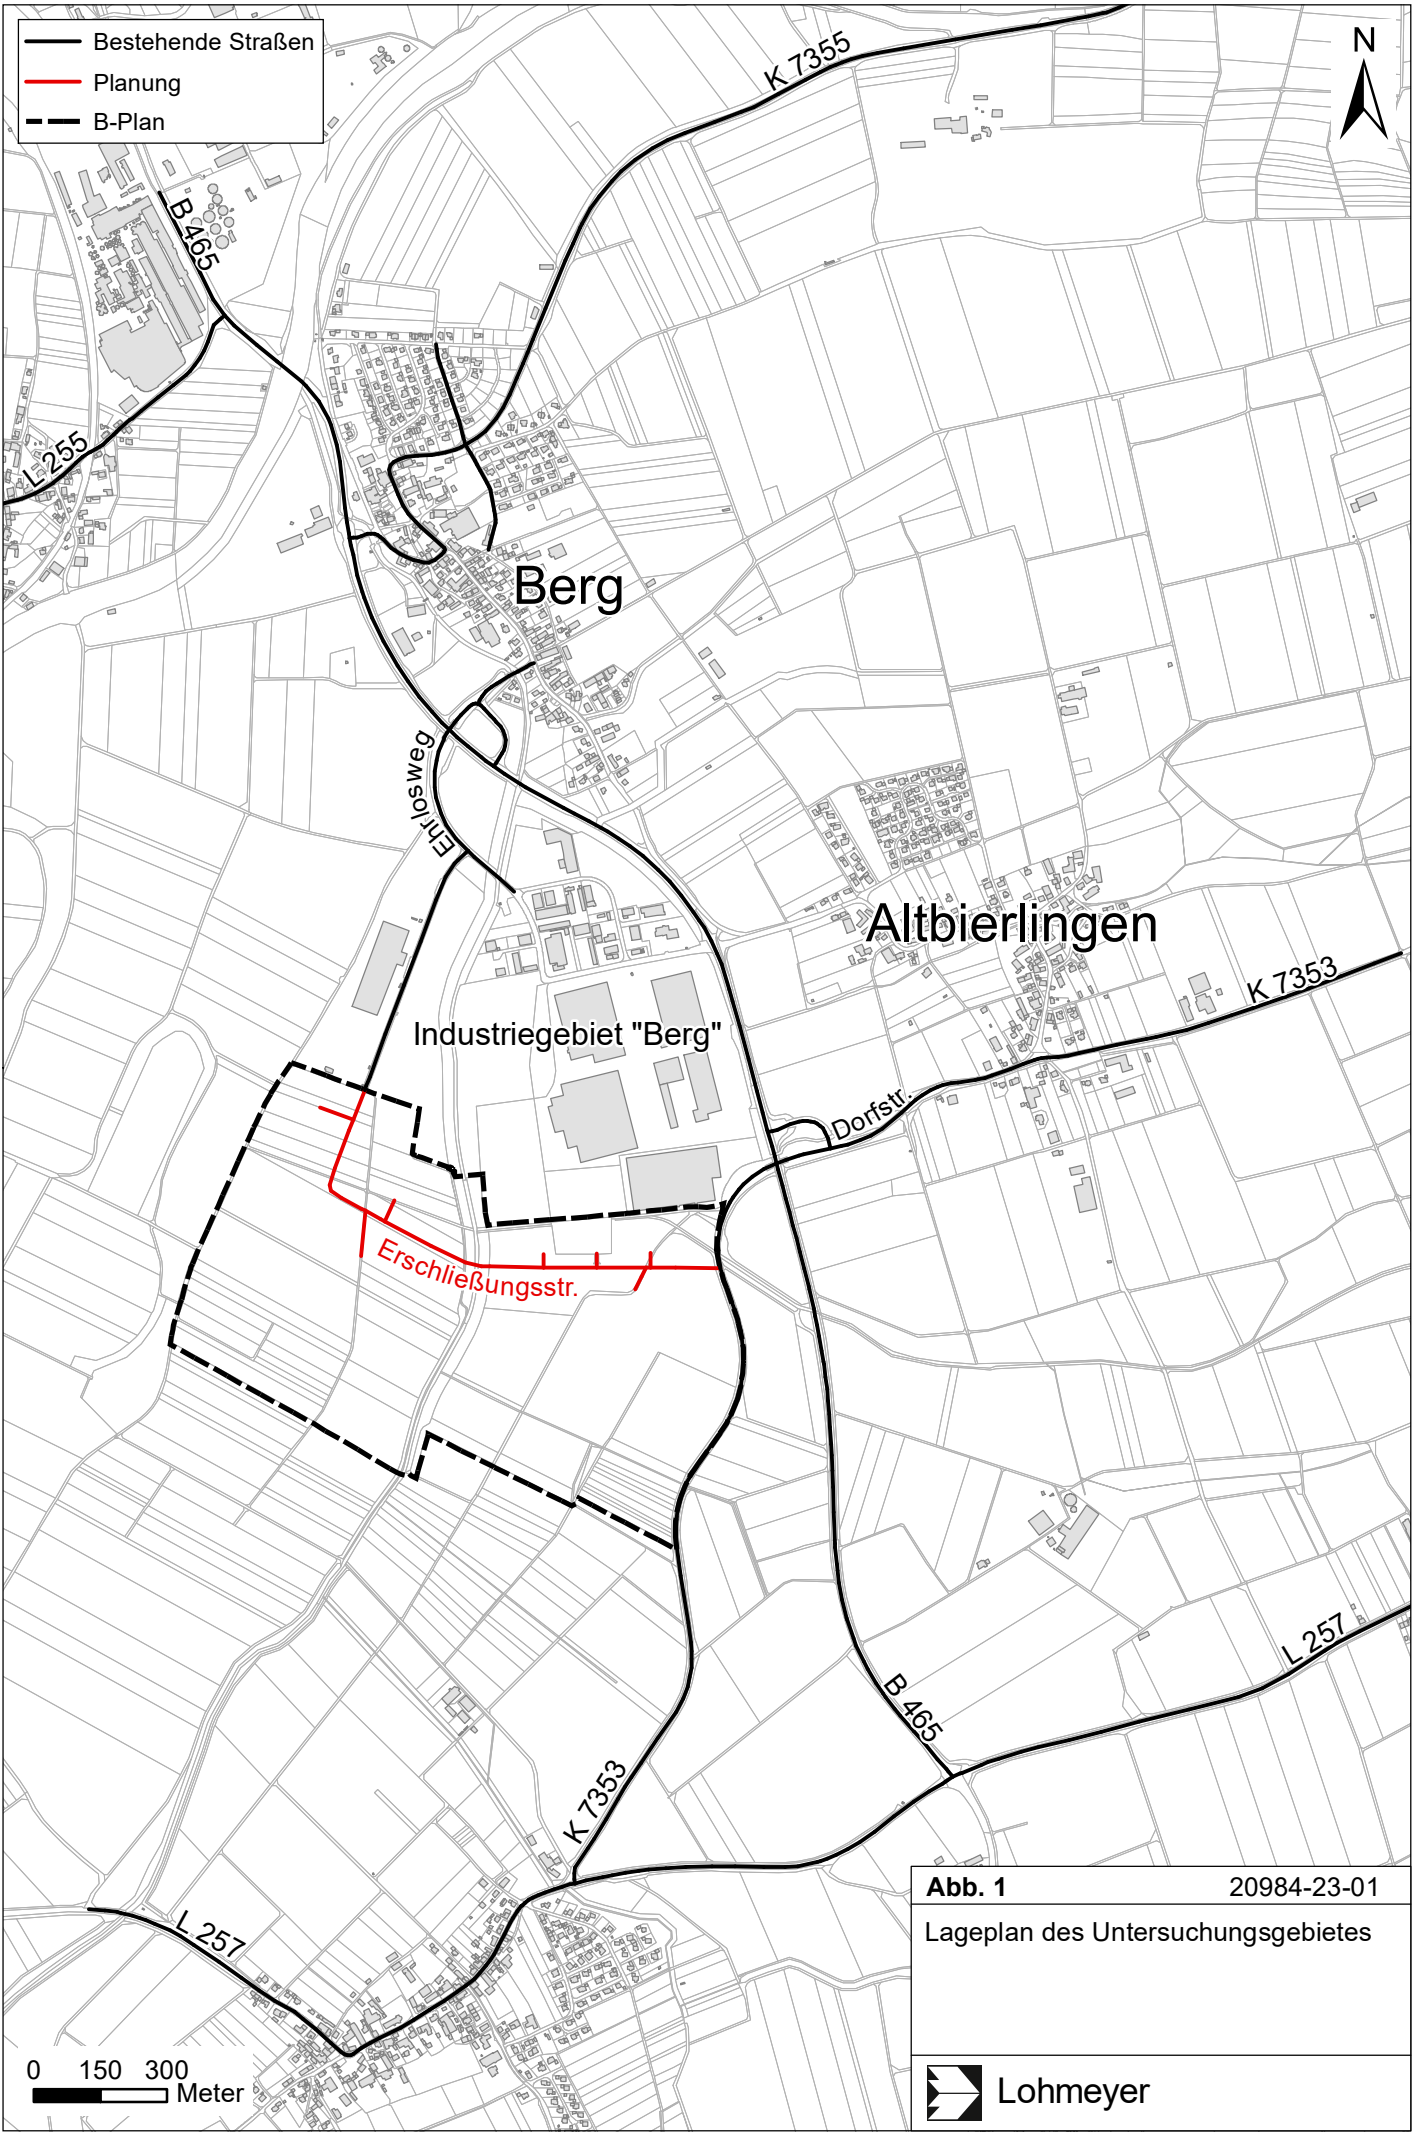 Bestehende Straßen
Planung
B-Plan
N
K 7355
B 465
L 255
Berg
Ehrlosweg
Altbierlingen
K 7353
Industriegebiet "Berg"
Dorfstr.
Erschließungsstr.
L 257
B 465
K 7353
L 257
Abb. 1 20984-23-01
Lageplan des Untersuchungsgebietes
0 150 300
Meter
Lohmeyer